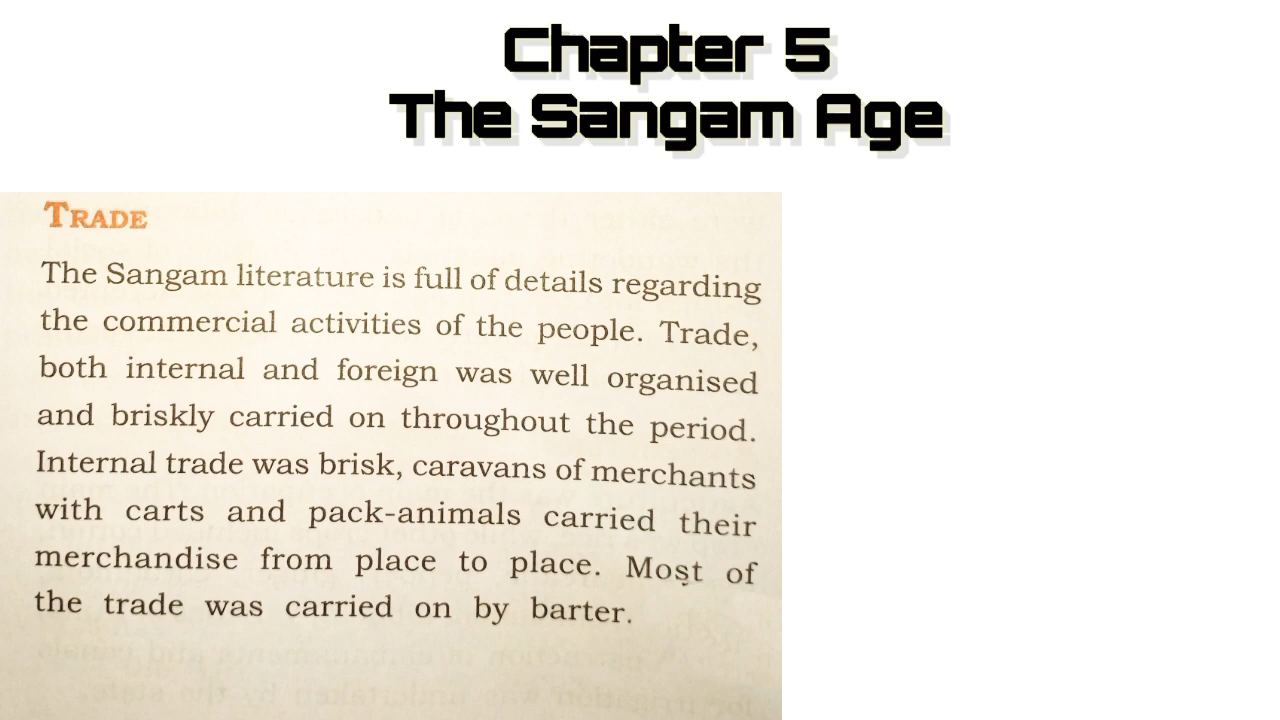 Chapter 5
The Sangam Age
TRADE
The Sangam literature is full of details regarding
the commercial activities of the people. Trade,
both internal and foreign was well organised
and briskly carried on throughout the period.
Internal trade was brisk, caravans of merchants
with carts and pack-animals carried their
merchandise from place to place. Most of
the trade was carried on by barter.